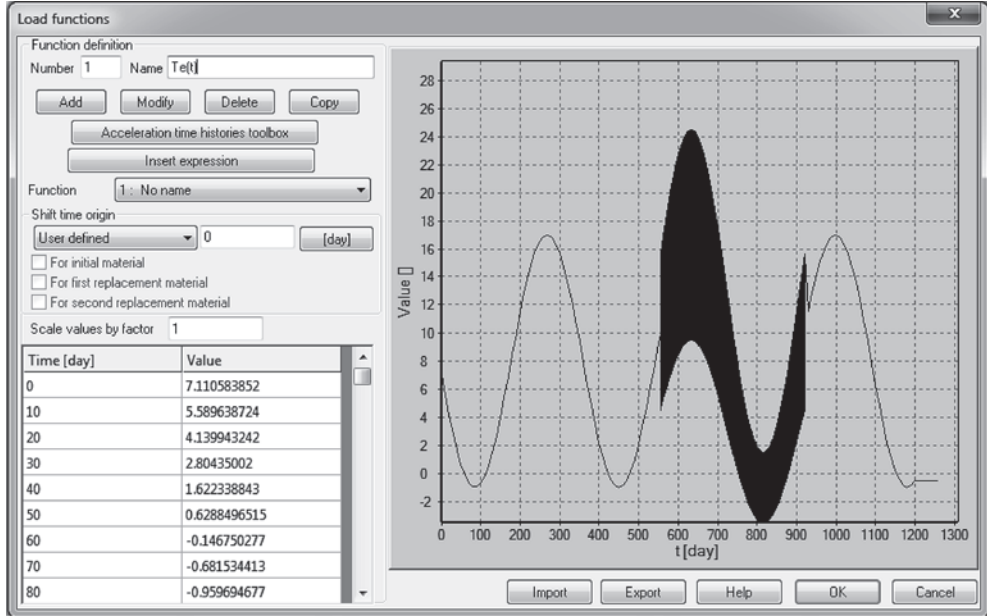 Load functions
x
Function definition
Number 1 Name Te(t)
Add Modify Delete Copy
Acceleration time histories toolbox
Insert expression
Function 1 : No name
Shift time origin
User defined 0 [day]
For initial material
For first replacement material
For second replacement material
Scale values by factor 1
Time [day] Value
0 7.110583852
10 5.589638724
20 4.139943242
30 2.80435002
40 1.622338843
50 0.6288496515
60 -0.146750277
70 -0.681534413
80 -0.959694677
28
26
24
22
20
18
16
14
12
10
8
6
4
2
0
-2
Value []
0 100 200 300 400 500 600 700 800 900 1000 1100 1200 1300
t [day]
Import Export Help OK Cancel